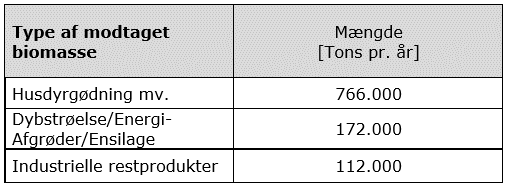 Type af modtaget biomasse
Mængde
[Tons pr. år]
Husdyrgødning mv.
766.000
Dybstrøelse/Energi-
Afgrøder/Ensilage
172.000
Industrielle restprodukter
112.000